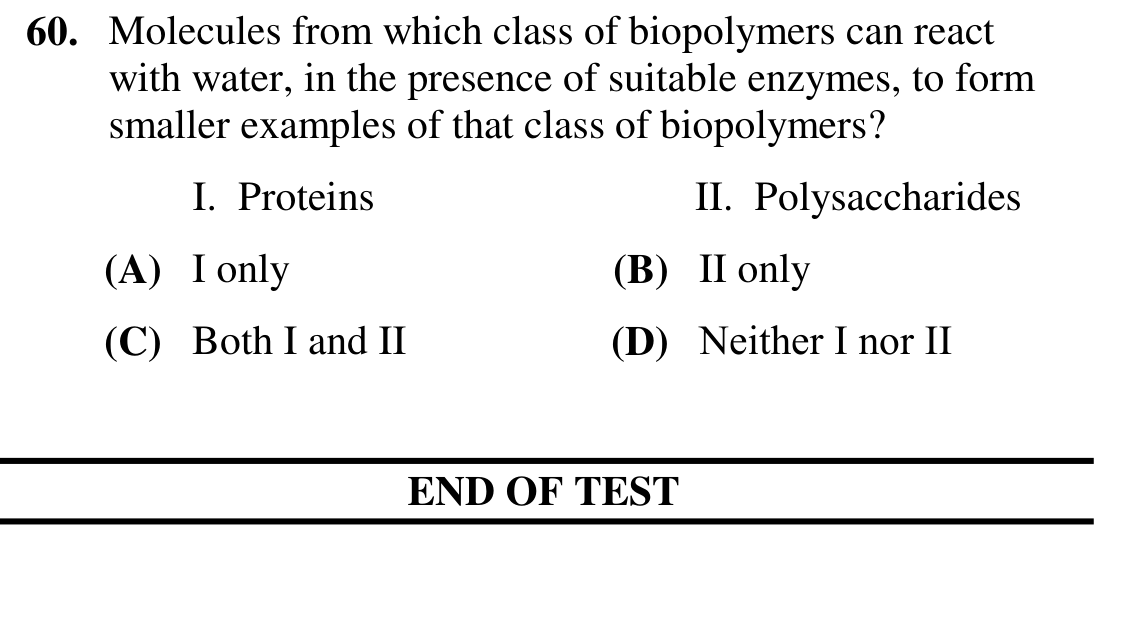 60. Molecules from which class of biopolymers can react
with water, in the presence of suitable enzymes, to form
smaller examples of that class of biopolymers?
I. Proteins II. Polysaccharides
(A) I only (B) II only
(C) Both I and II (D) Neither I nor II
END OF TEST